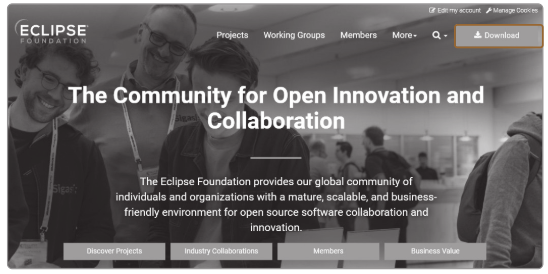 Edit my account Manage Cookies
ECLIPSE
FOUNDATION
Projects Working Groups Members More Download
The Community for Open Innovation and
Collaboration
The Eclipse Foundation provides our global community of
individuals and organizations with a mature, scalable, and business-
friendly environment for open source software collaboration and
innovation.
Discover Projects Industry Collaborations Members Business Value